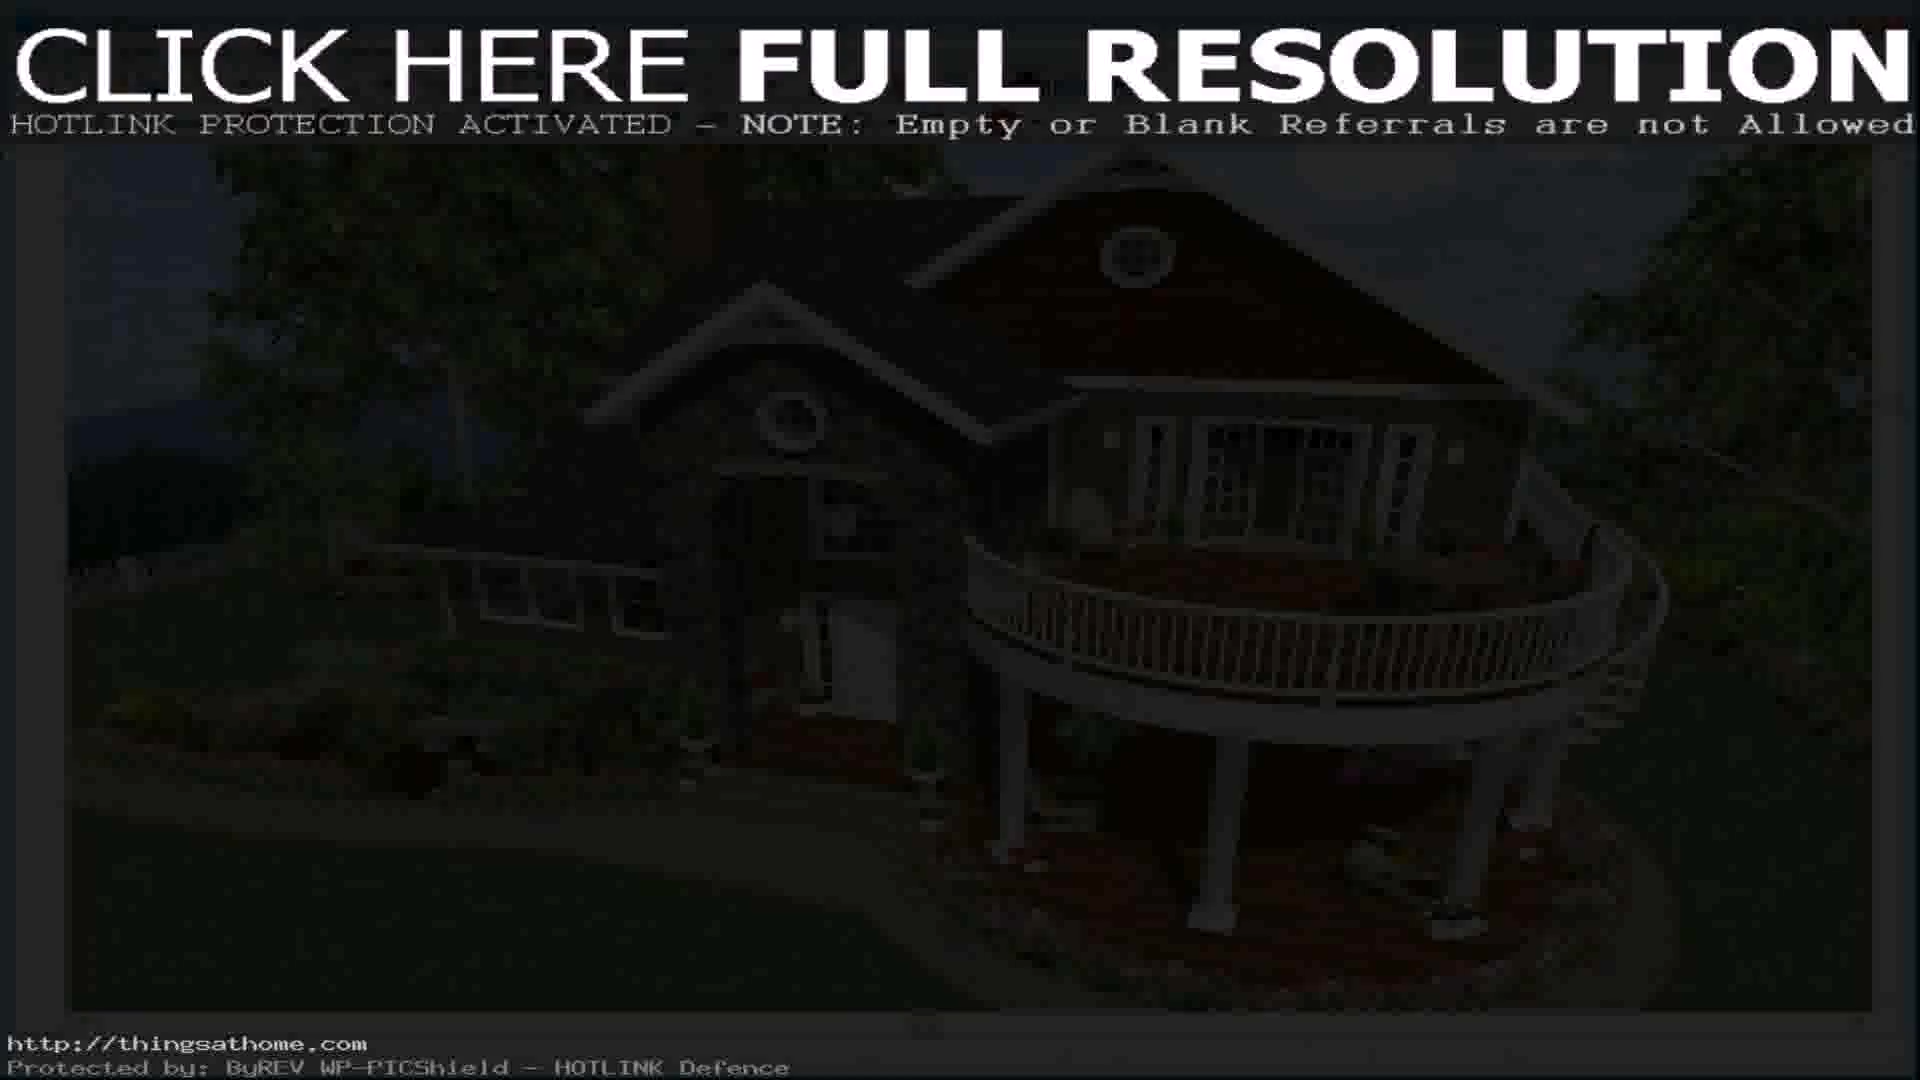 CLICK HERE FULL RESOLUTION
HOTLINK PROTECTION ACTIVATED - NOTE: Empty or Blank Referrals are not Allowed
http://thingsathome.com
Protected by: ByREV WP-PICShield - HOTLINK Defence